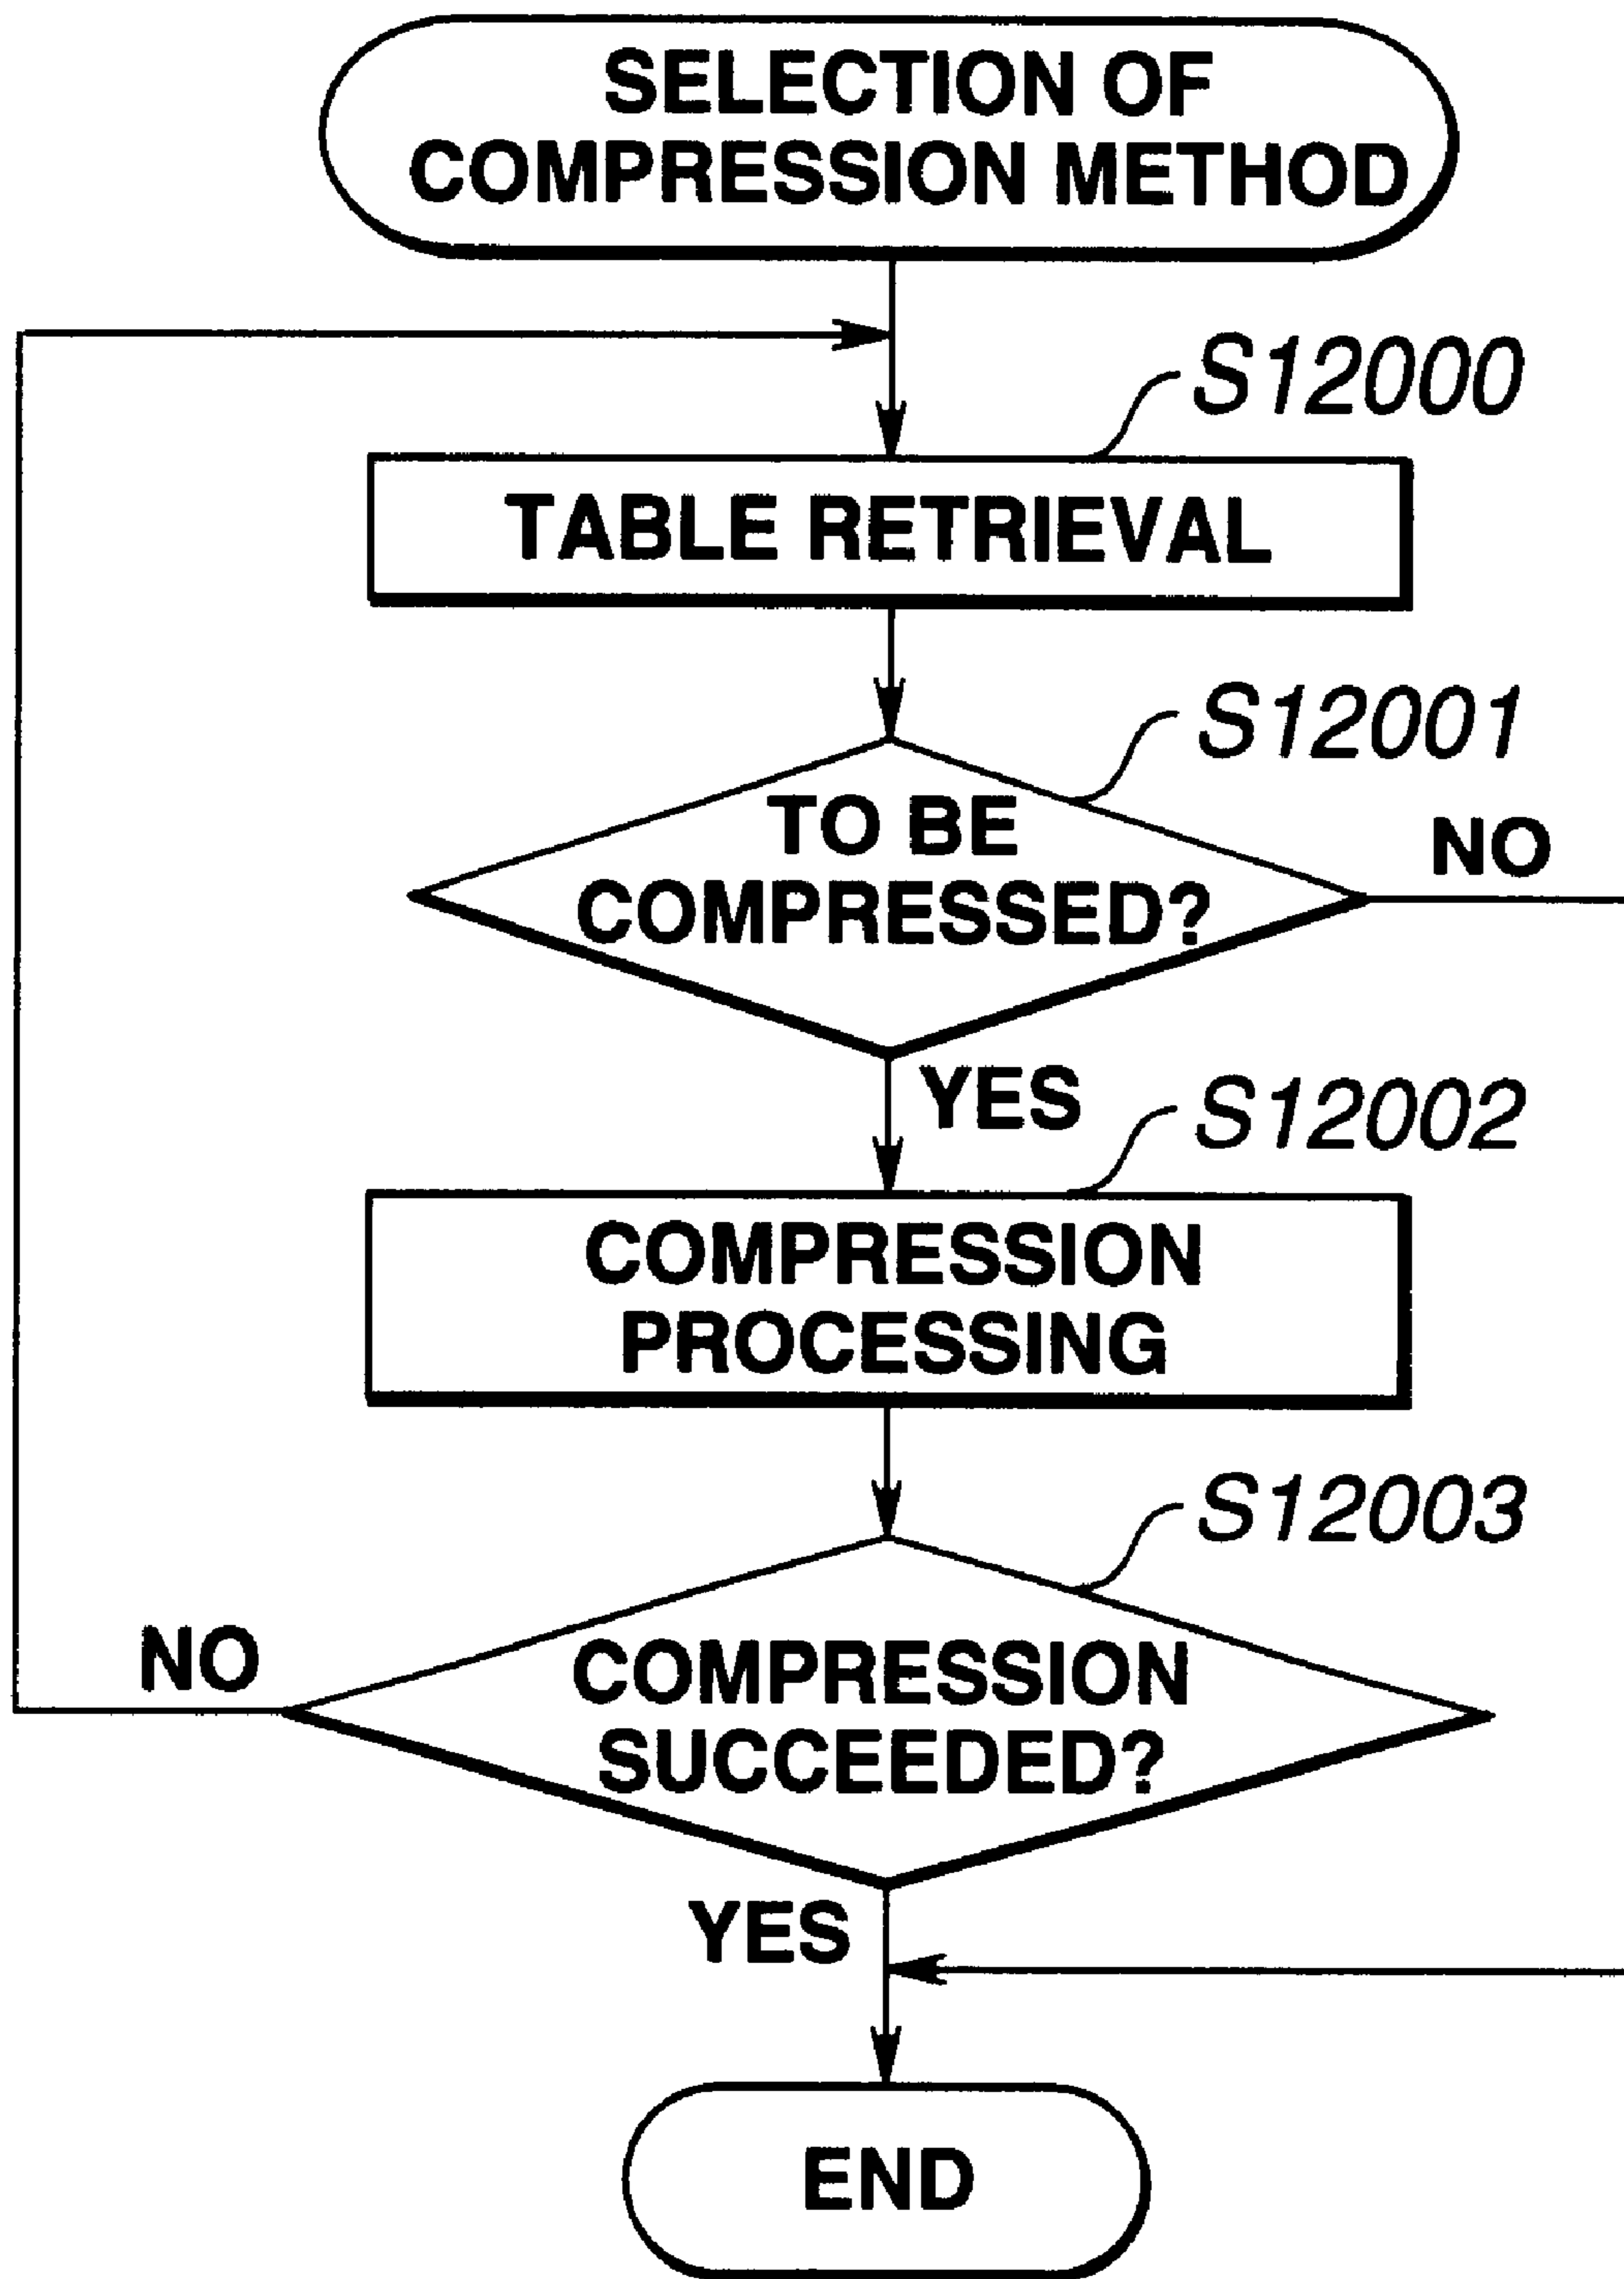 SELECTION OF
COMPRESSION METHOD
S12000
TABLE RETRIEVAL
S12001
TO BE
COMPRESSED?
NO
YES
S12002
COMPRESSION
PROCESSING
S12003
NO
COMPRESSION
SUCCEEDED?
YES
END